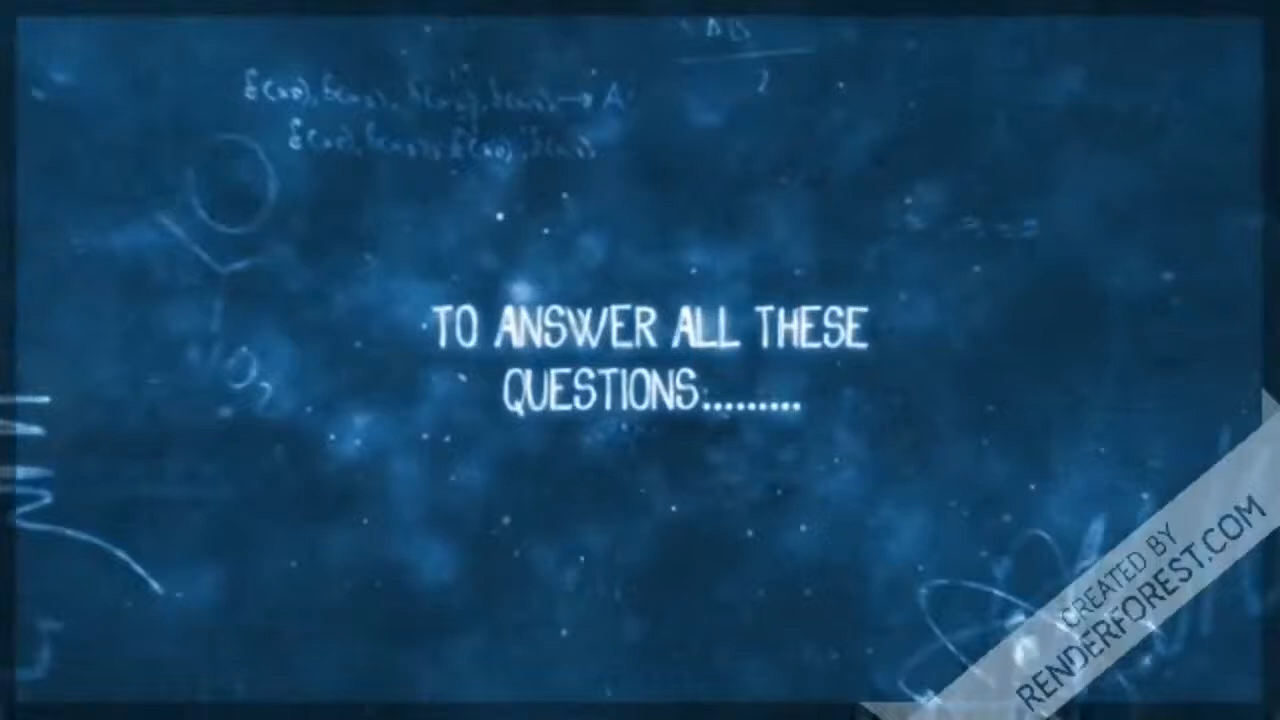 TO ANSWER ALL THESE
QUESTIONS:.........
CREATED BY
RENDERFOREST.COM